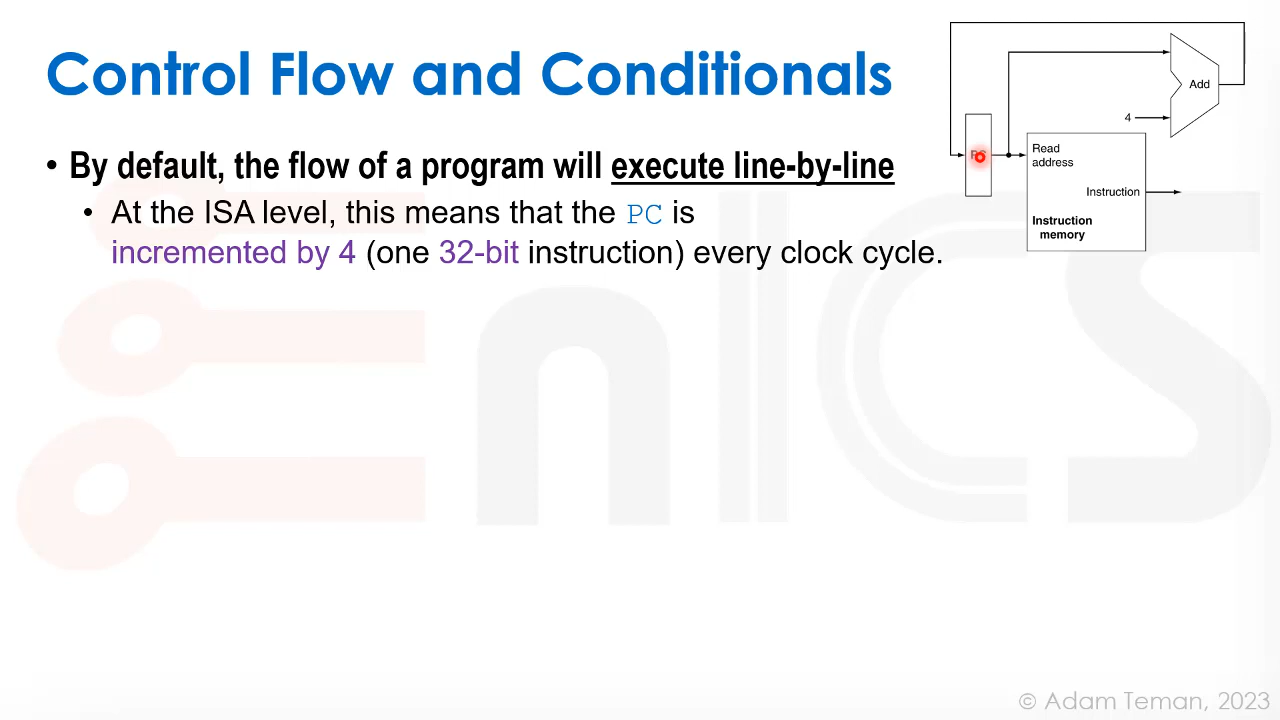 Control Flow and Conditionals
• By default, the flow of a program will execute line-by-line
• At the ISA level, this means that the PC is
incremented by 4 (one 32-bit instruction) every clock cycle.
Add
4
PC
Read
address
Instruction
Instruction
memory
enICS
© Adam Teman, 2023